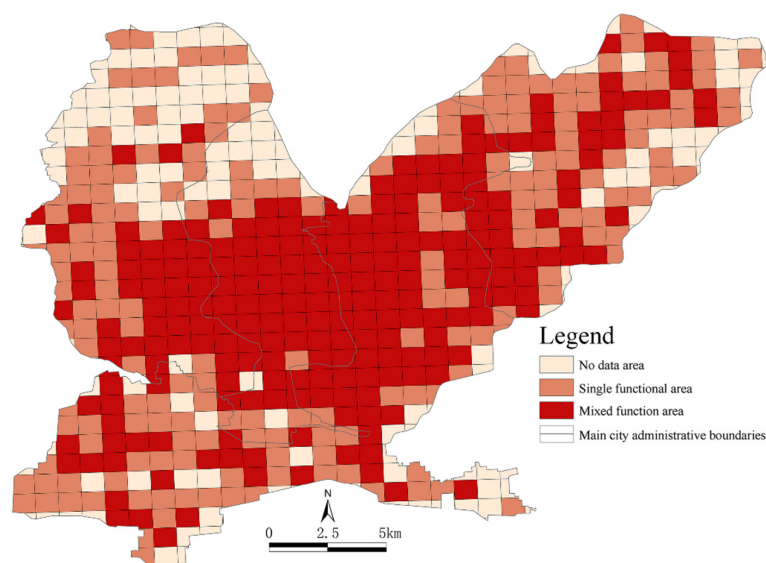 Legend
No data area
Single functional area
Mixed function area
Main city administrative boundaries
N
0 2.5 5km